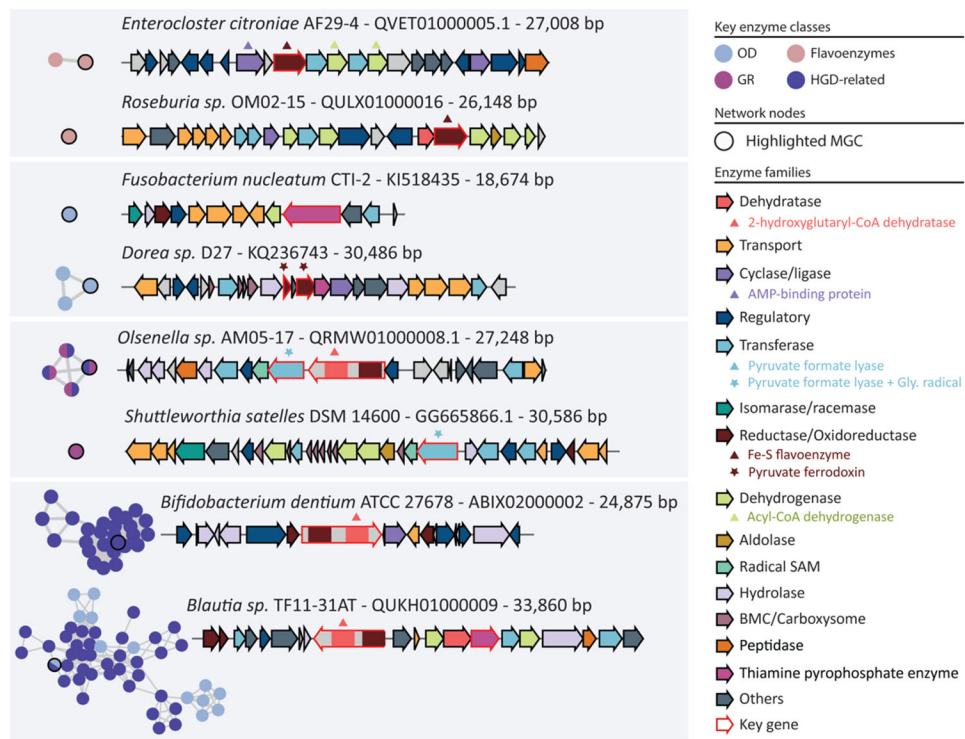 Enterocloster citroniae AF29-4 - QVET01000005.1 - 27,008 bp
Roseburia sp. OM02-15 - QULX01000016 - 26,148 bp
Fusobacterium nucleatum CTI-2 - KI518435 - 18,674 bp
Dorea sp. D27 - KQ236743 - 30,486 bp
Olsenella sp. AM05-17 - QRMW01000008.1 - 27,248 bp
Shuttleworthia satelles DSM 14600 - GG665866.1 - 30,586 bp
Bifidobacterium dentium ATCC 27678 - ABIX02000002 - 24,875 bp
Blautia sp. TF11-31AT - QUKH01000009 - 33,860 bp
Key enzyme classes
OD Flavoenzymes
GR HGD-related
Network nodes
Highlighted MGC
Enzyme families
Dehydratase
2-hydroxyglutaryl-CoA dehydratase
Transport
Cyclase/ligase
AMP-binding protein
Regulatory
Transferase
Pyruvate formate lyase
Pyruvate formate lyase + Gly. radical
Isomarase/racemase
Reductase/Oxidoreductase
Fe-S flavoenzyme
Pyruvate ferrodoxin
Dehydrogenase
Acyl-CoA dehydrogenase
Aldolase
Radical SAM
Hydrolase
BMC/Carboxysome
Peptidase
Thiamine pyrophosphate enzyme
Others
Key gene